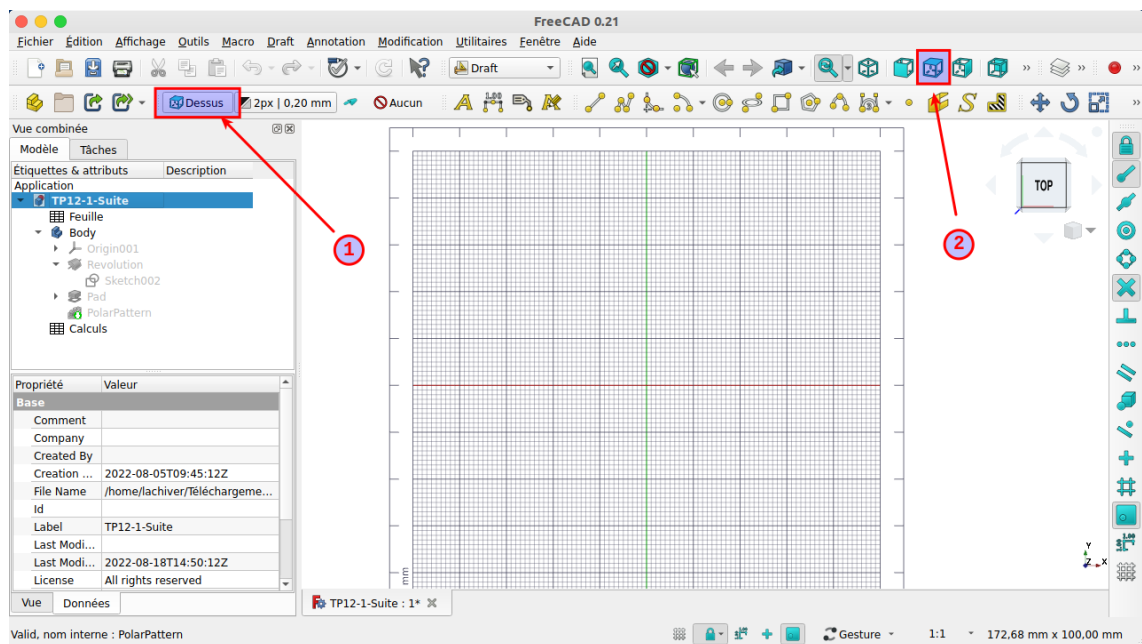 FreeCAD 0.21
Fichier Édition Affichage Outils Macro Draft Annotation Modification Utilitaires Fenêtre Aide
Draft
Dessus 2px | 0,20 mm Aucun
Vue combinée
Modèle Tâches
Étiquettes & attributs Description
Application
TP12-1-Suite
Feuille
Body
Origin001
Revolution
Sketch002
Pad
PolarPattern
Calculs
1
2
TOP
Propriété Valeur
Base
Comment
Company
Created By
Creation ... 2022-08-05T09:45:12Z
File Name /home/lachiver/Téléchargeme...
Id
Label TP12-1-Suite
Last Modi...
Last Modi... 2022-08-18T14:50:12Z
License All rights reserved
mm
Y
Z X
Vue Données
TP12-1-Suite : 1*
Valid, nom interne : PolarPattern
Gesture 1:1 172,68 mm x 100,00 mm